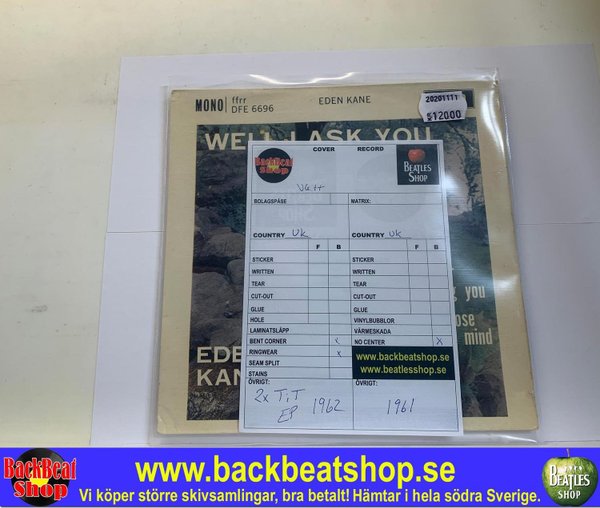 MONO ffrr
DFE 6696
EDEN KANE
20201111
512000
WELL I ASK YOU
COVER RECORD
BackBeat
Shop
BEATLES
SHOP
BOLAGSPÅSE MATRIX:
COUNTRY UK COUNTRY UK
F B F B
STICKER STICKER
WRITTEN WRITTEN
TEAR TEAR
CUT-OUT CUT-OUT
GLUE GLUE
HOLE VINYLBUBBLOR
LAMINATSLÄPP VÄRMESKADA
BENT CORNER x NO CENTER X
RINGWEAR x
SEAM SPLIT
STAINS
www.backbeatshop.se
www.beatlesshop.se
ÖVRIGT: ÖVRIGT:
2x TiT
EP 1962 1961
you
ose
mind
EDE
KAN
BackBeat
Shop
www.backbeatshop.se
Vi köper större skivsamlingar, bra betalt! Hämtar i hela södra Sverige.
BEATLES
SHOP